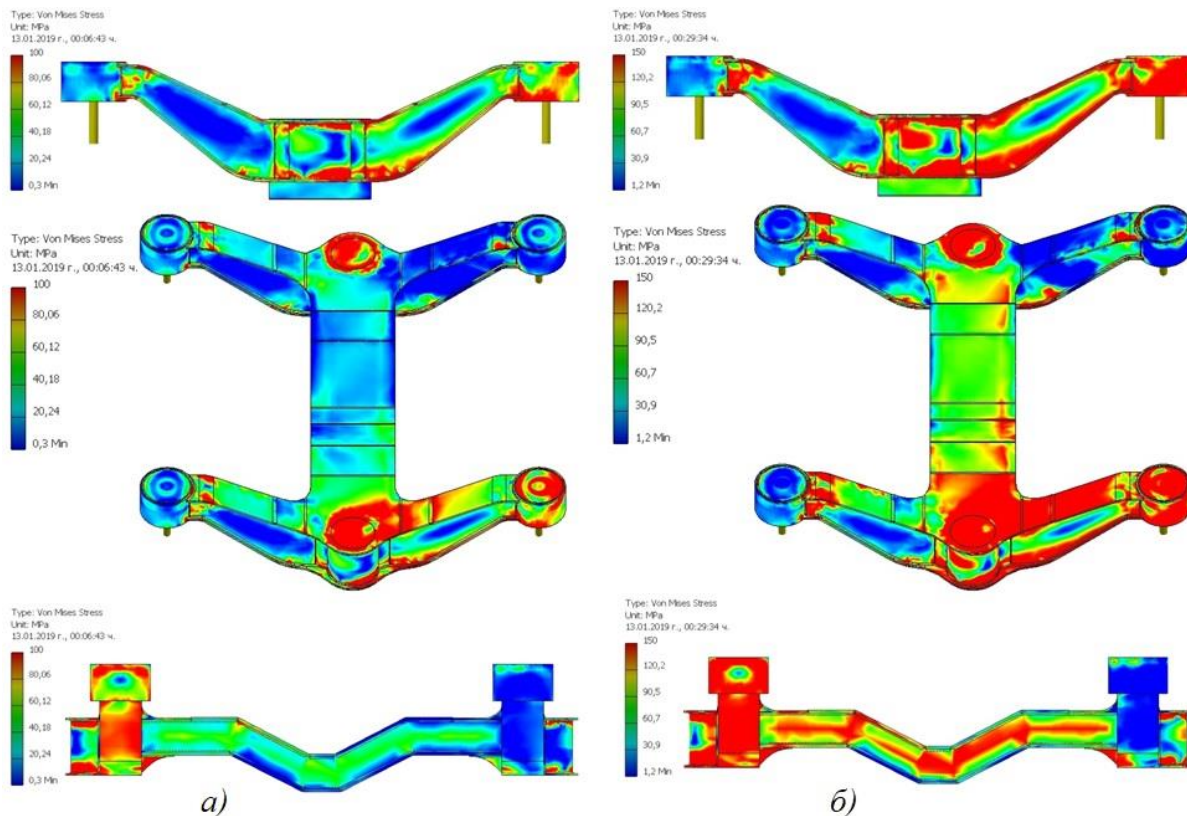 Type: Von Mises Stress
Unit: MPa
13.01.2019 г., 00:06:43 ч.
100
80,06
60,12
40,18
20,24
0,3 Min
Type: Von Mises Stress
Unit: MPa
13.01.2019 г., 00:29:34 ч.
150
120,2
90,5
60,7
30,9
1,2 Min
Type: Von Mises Stress
Unit: MPa
13.01.2019 г., 00:06:43 ч.
100
80,06
60,12
40,18
20,24
0,3 Min
Type: Von Mises Stress
Unit: MPa
13.01.2019 г., 00:29:34 ч.
150
120,2
90,5
60,7
30,9
1,2 Min
Type: Von Mises Stress
Unit: MPa
13.01.2019 г., 00:06:43 ч.
100
80,06
60,12
40,18
20,24
0,3 Min
Type: Von Mises Stress
Unit: MPa
13.01.2019 г., 00:29:34 ч.
150
120,2
90,5
60,7
30,9
1,2 Min
а)
б)